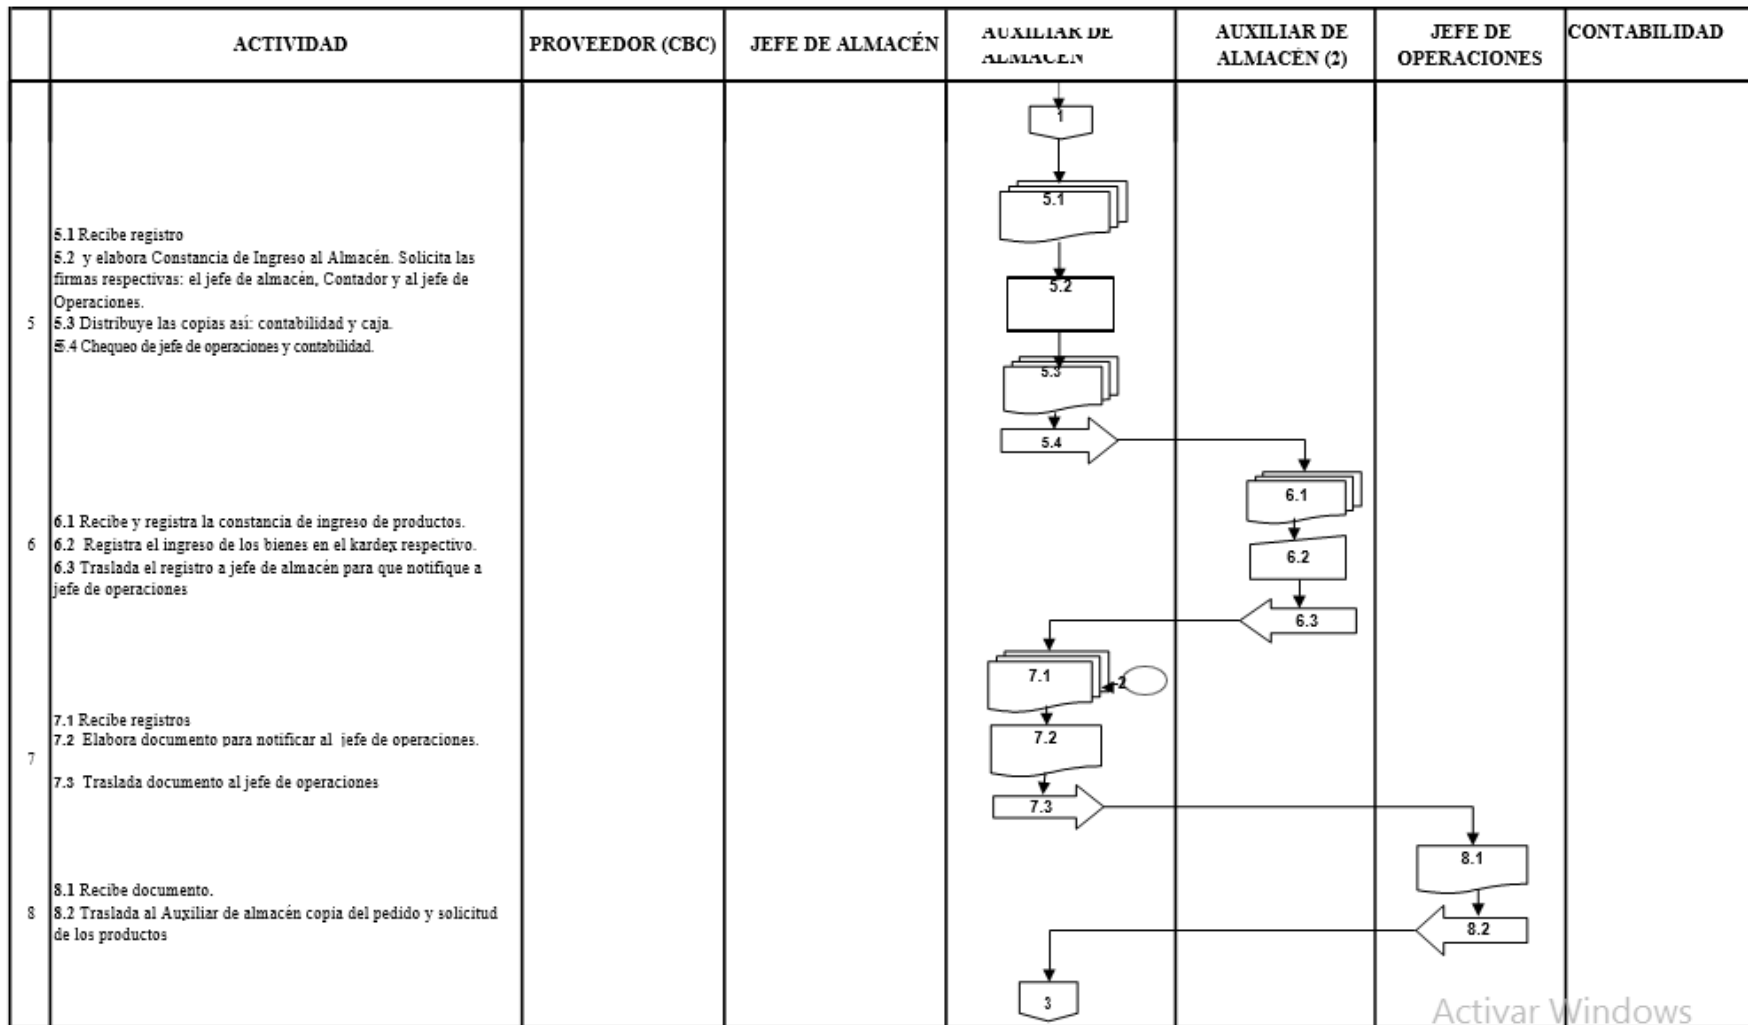 ACTIVIDAD
PROVEEDOR (CBC)
JEFE DE ALMACÉN
AUXILIAR DE
ALMACEN
AUXILIAR DE
ALMACÉN (2)
JEFE DE
OPERACIONES
CONTABILIDAD
1
5.1
5.2
5.3
5.4
5
5.1 Recibe registro
5.2 y elabora Constancia de Ingreso al Almacén. Solicita las
firmas respectivas: el jefe de almacén, Contador y al jefe de
Operaciones.
5.3 Distribuye las copias así: contabilidad y caja.
5.4 Chequeo de jefe de operaciones y contabilidad.
6.1
6.2
6.3
6
6.1 Recibe y registra la constancia de ingreso de productos.
6.2 Registra el ingreso de los bienes en el kardex respectivo.
6.3 Traslada el registro a jefe de almacén para que notifique a
jefe de operaciones
7.1
2
7.2
7.3
7
7.1 Recibe registros
7.2 Elabora documento para notificar al jefe de operaciones.
7.3 Traslada documento al jefe de operaciones
8.1
8.2
8
8.1 Recibe documento.
8.2 Traslada al Auxiliar de almacén copia del pedido y solicitud
de los productos
3
Activar Windows